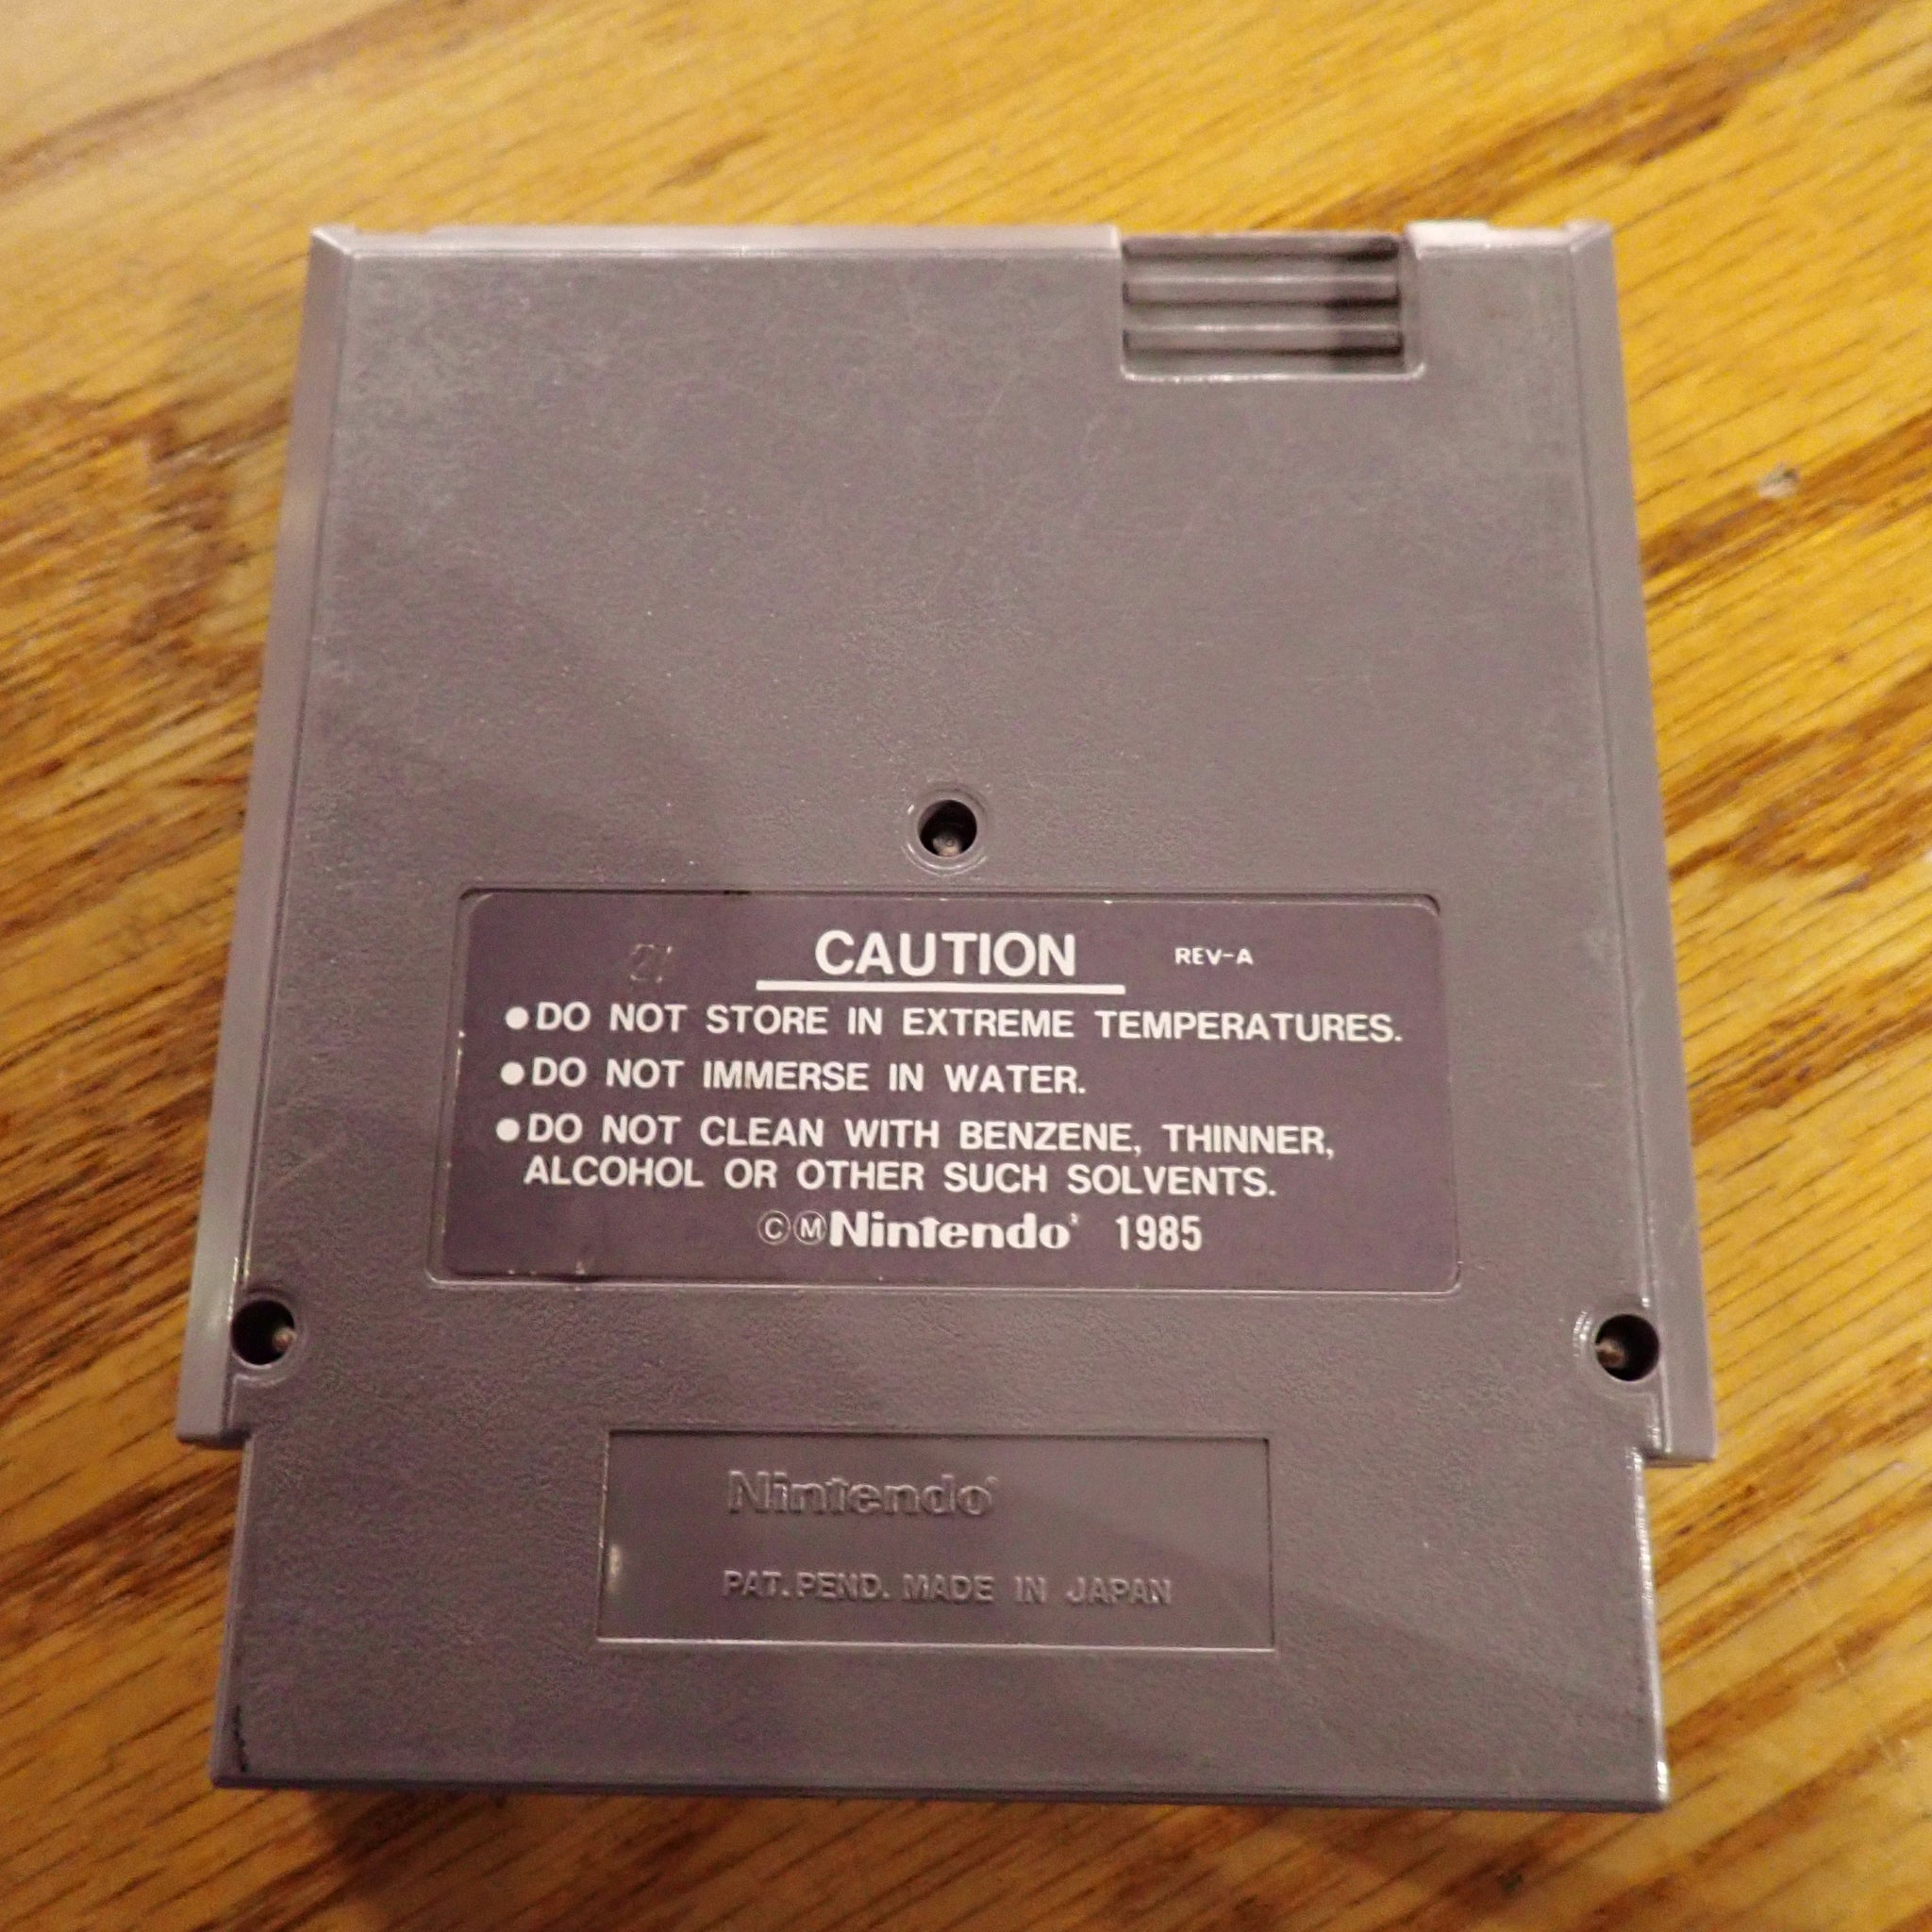 21
CAUTION REV-A
●DO NOT STORE IN EXTREME TEMPERATURES.
●DO NOT IMMERSE IN WATER.
●DO NOT CLEAN WITH BENZENE, THINNER,
ALCOHOL OR OTHER SUCH SOLVENTS.
©ⓂNintendo® 1985
Nintendo®
PAT. PEND. MADE IN JAPAN